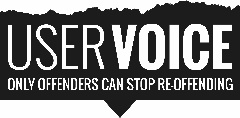 USER VOICE
ONLY OFFENDERS CAN STOP RE-OFFENDING